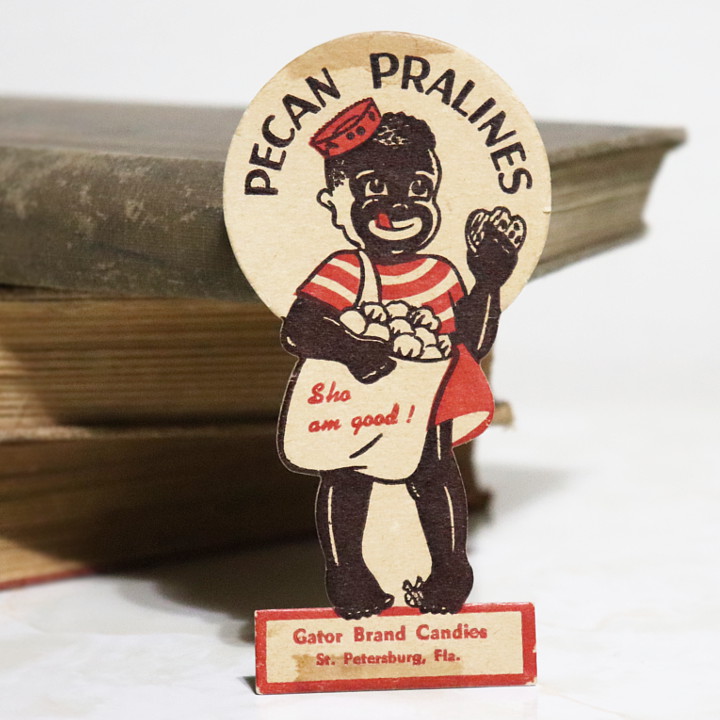 PECAN PRALINES
Sho
am good!
Gator Brand Candies
St. Petersburg, Fla.